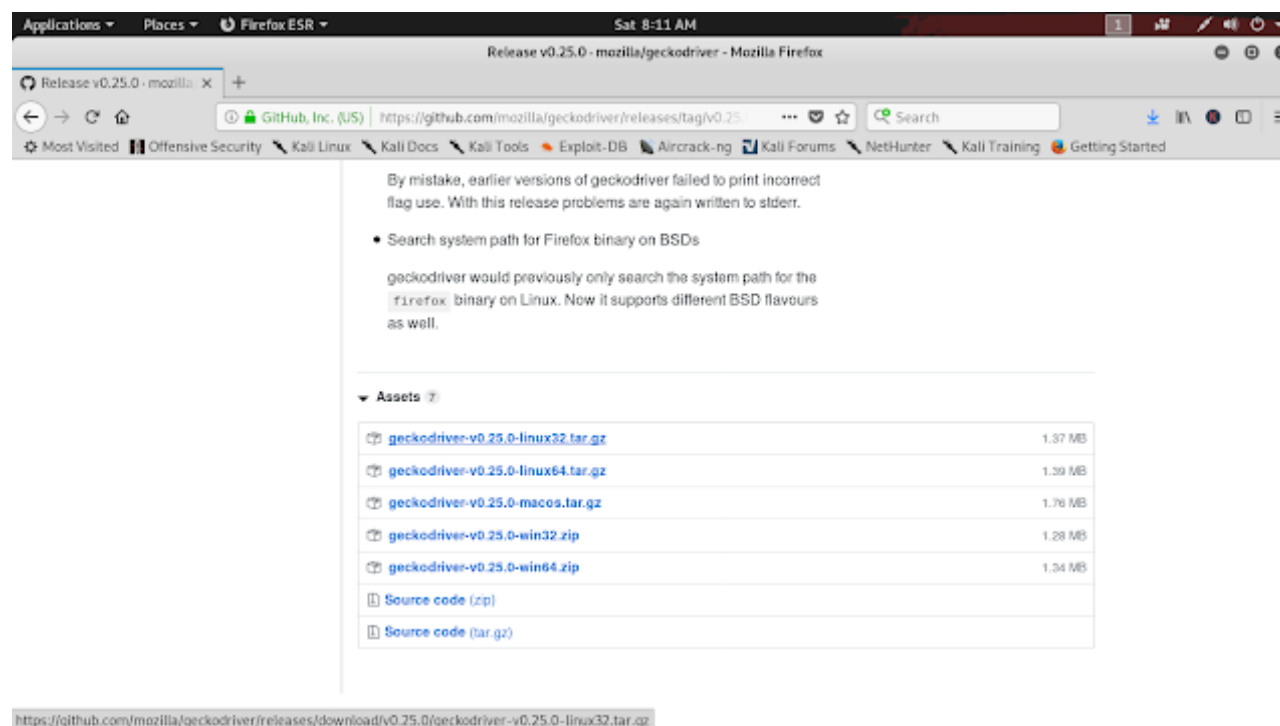 Applications Places Firefox ESR Sat 8:11 AM 1
Release v0.25.0 · mozilla/geckodriver - Mozilla Firefox
Release v0.25.0 · mozilla
GitHub, Inc. (US) https://github.com/mozilla/geckodriver/releases/tag/v0.25. Search
Most Visited Offensive Security Kali Linux Kali Docs Kali Tools Exploit-DB Aircrack-ng Kali Forums NetHunter Kali Training Getting Started
By mistake, earlier versions of geckodriver failed to print incorrect
flag use. With this release problems are again written to stderr.
• Search system path for Firefox binary on BSDs
geckodriver would previously only search the system path for the
firefox binary on Linux. Now it supports different BSD flavours
as well.
Assets 7
geckodriver-v0.25.0-linux32.tar.gz 1.37 MB
geckodriver-v0.25.0-linux64.tar.gz 1.39 MB
geckodriver-v0.25.0-macos.tar.gz 1.76 MB
geckodriver-v0.25.0-win32.zip 1.28 MB
geckodriver-v0.25.0-win64.zip 1.34 MB
Source code (zip)
Source code (tar.gz)
https://github.com/mozilla/geckodriver/releases/download/v0.25.0/geckodriver-v0.25.0-linux32.tar.gz